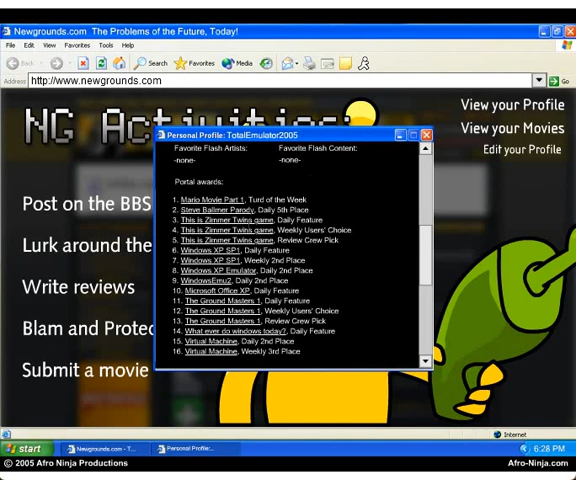 Newgrounds.com  The Problems of the Future, Today!
File Edit View Favorites Tools Help
Back Search Favorites Media
Address http://www.newgrounds.com Go
NG Activities:
View your Profile
View your Movies
Edit your Profile
Personal Profile: TotalEmulator2005
Favorite Flash Artists: Favorite Flash Content:
-none- -none-
Portal awards:
1. Mario Movie Part 1, Turd of the Week
2. Steve Ballmer Parody, Daily 5th Place
3. This is Zimmer Twins game, Daily Feature
4. This is Zimmer Twins game, Weekly Users' Choice
5. This is Zimmer Twins game, Review Crew Pick
6. Windows XP SP1, Daily Feature
7. Windows XP SP1, Weekly 2nd Place
8. Windows XP Emulator, Daily 2nd Place
9. WindowsEmu2, Daily 2nd Place
10. Microsoft Office XP, Daily Feature
11. The Ground Masters 1, Daily Feature
12. The Ground Masters 1, Weekly Users' Choice
13. The Ground Masters 1, Review Crew Pick
14. What ever do windows today?, Daily Feature
15. Virtual Machine, Daily 2nd Place
16. Virtual Machine, Weekly 3rd Place
Post on the BBS
Lurk around the
Write reviews
Blam and Protec
Submit a movie
Internet
start Newgrounds.com - T... Personal Profile:... 6:28 PM
© 2005 Afro Ninja Productions Afro-Ninja.com